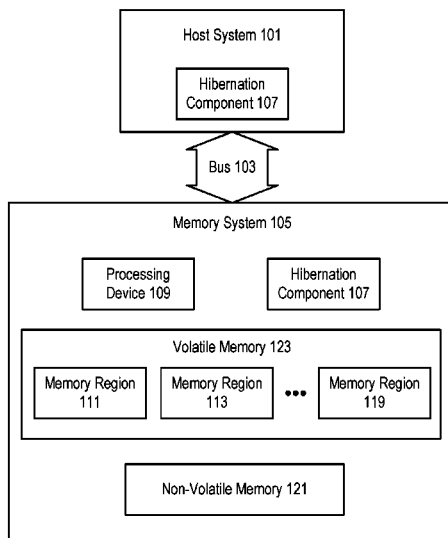 Host System 101
Hibernation
Component 107
Bus 103
Memory System 105
Processing
Device 109
Hibernation
Component 107
Volatile Memory 123
Memory Region
111
Memory Region
113
•••
Memory Region
119
Non-Volatile Memory 121